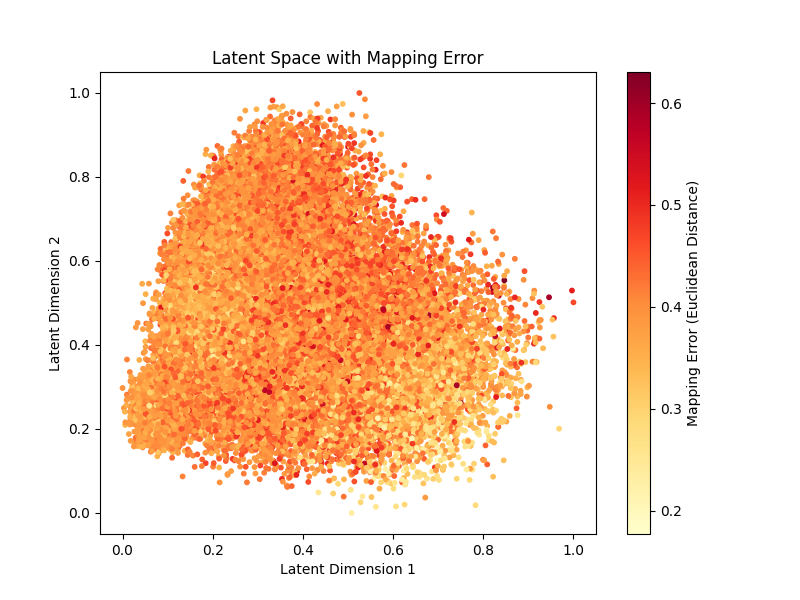 Latent Space with Mapping Error
1.0
0.8
0.6
0.4
0.2
0.0
Latent Dimension 2
0.0 0.2 0.4 0.6 0.8 1.0
Latent Dimension 1
0.6
0.5
0.4
0.3
0.2
Mapping Error (Euclidean Distance)